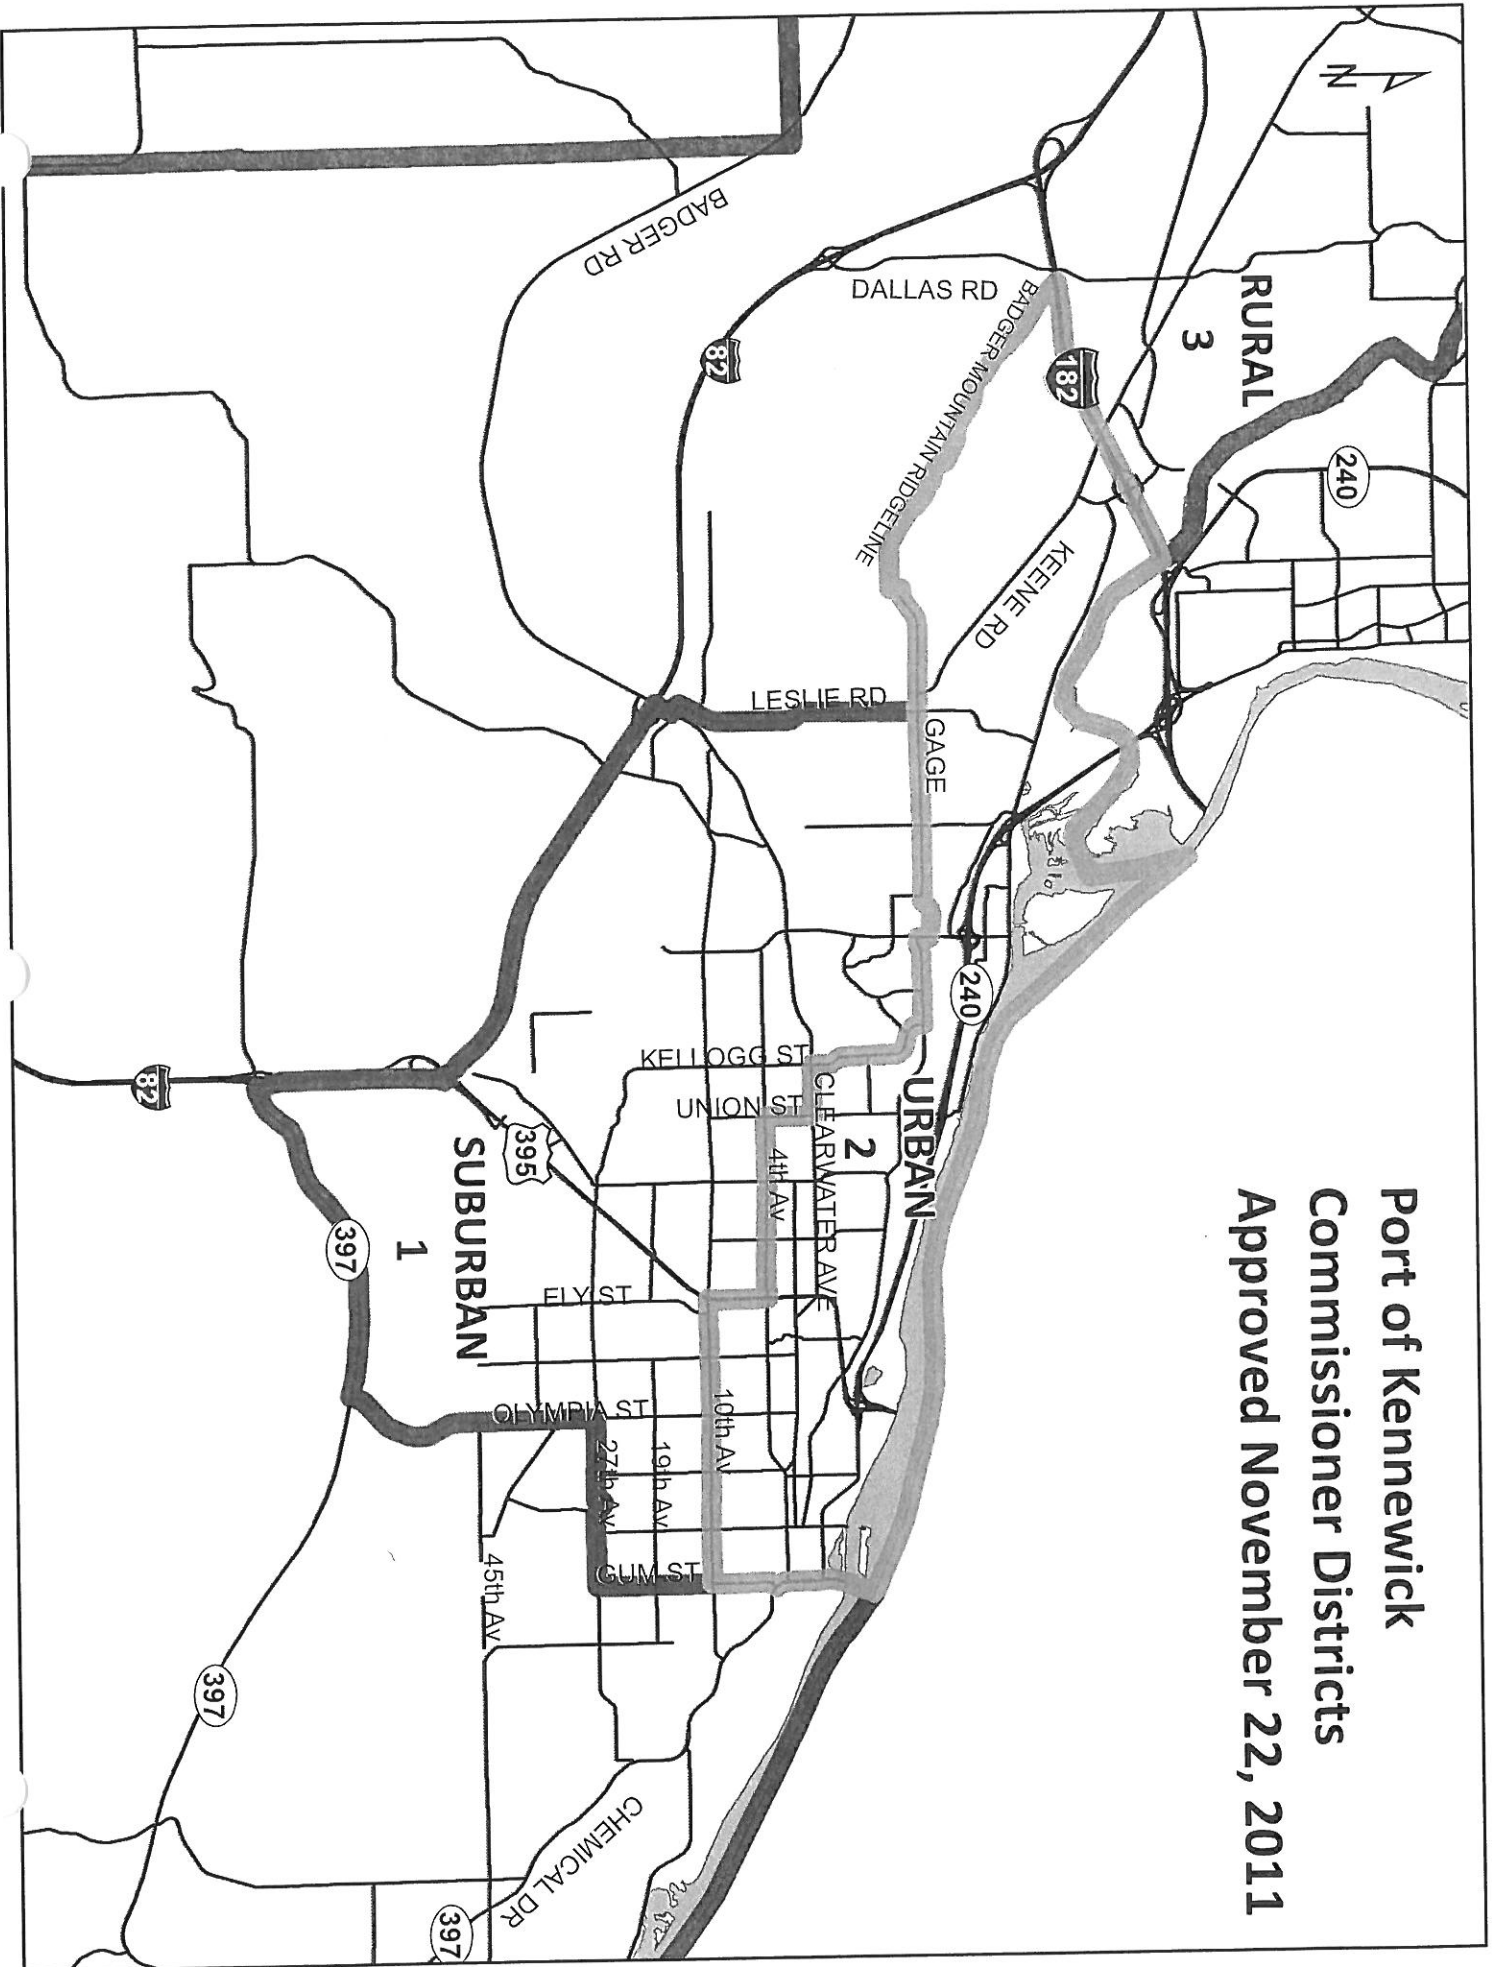 Port of Kennewick
Commissioner Districts
Approved November 22, 2011
N
RURAL
3
240
182
KEENE RD
DALLAS RD
BADGER MOUNTAIN RIDGELINE
BADGER RD
82
LESLIE RD
GAGE
240
URBAN
2
KELLOGG ST
UNION ST
CLEARWATER AVE
4th Av
395
SUBURBAN
1
ELY ST
10th Av
OLYMPIA ST
19th Av
27th Av
GUM ST
45th Av
82
397
397
CHEMICAL DR
397